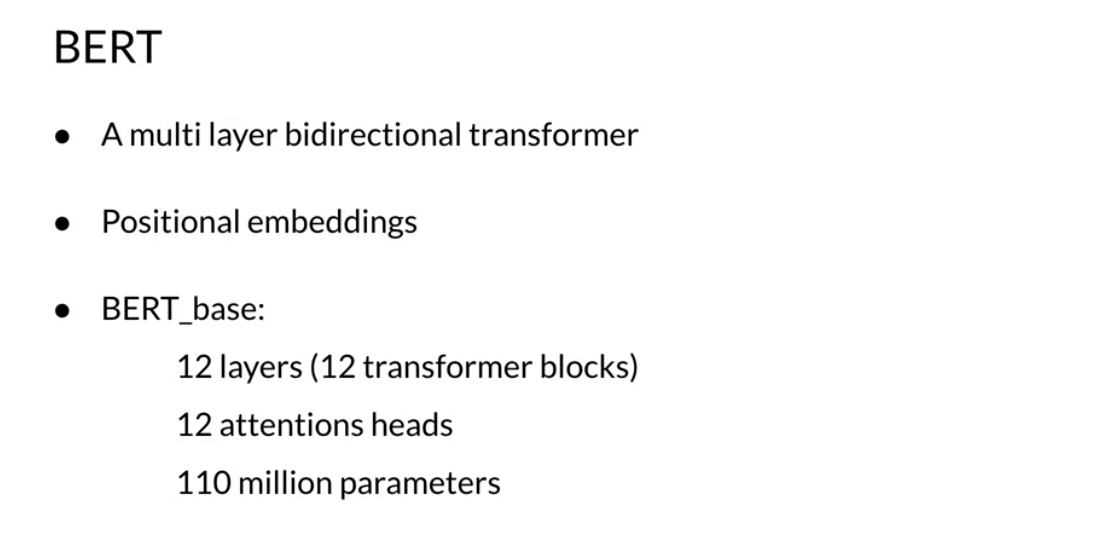 BERT
● A multi layer bidirectional transformer
● Positional embeddings
● BERT_base:
12 layers (12 transformer blocks)
12 attentions heads
110 million parameters